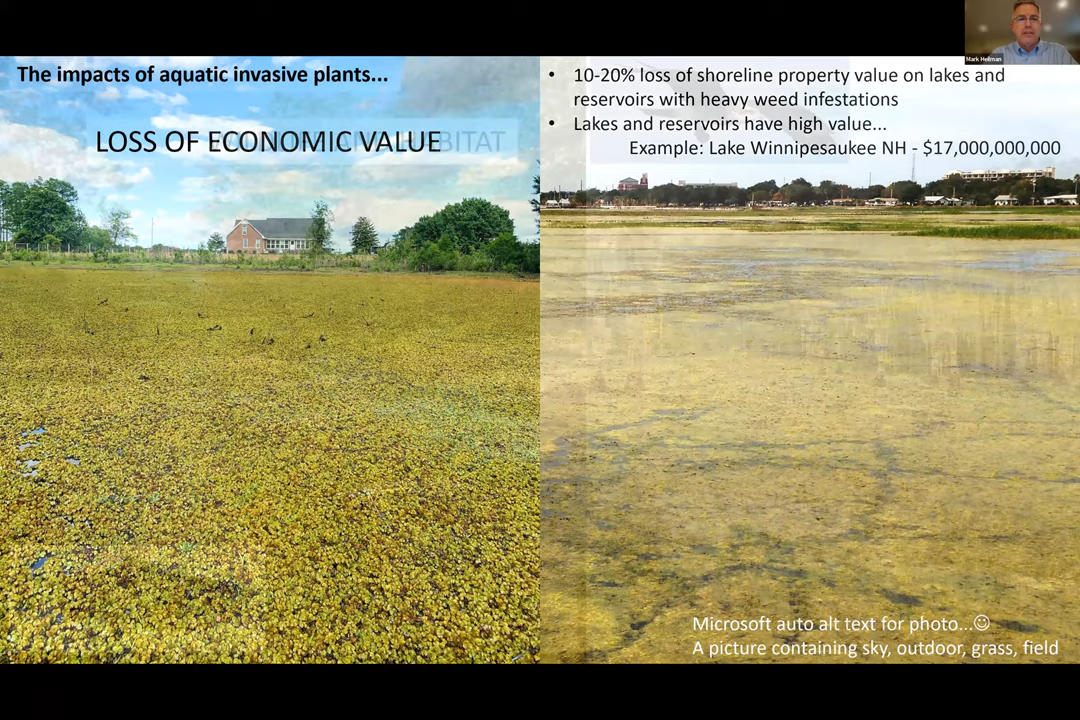 Mark Heilman
The impacts of aquatic invasive plants...
LOSS OF ECONOMIC VALUE
HABITAT
• 10-20% loss of shoreline property value on lakes and
reservoirs with heavy weed infestations
• Lakes and reservoirs have high value...
Example: Lake Winnipesaukee NH - $17,000,000,000
Microsoft auto alt text for photo...☺
A picture containing sky, outdoor, grass, field